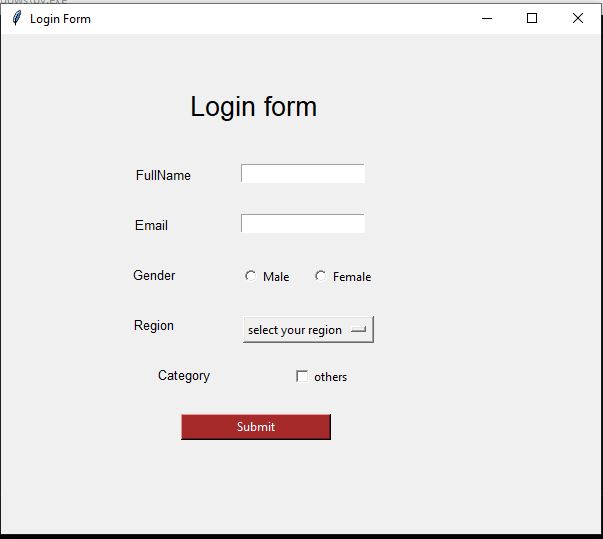 Login Form
Login form
FullName
Email
Gender Male Female
Region select your region
Category others
Submit